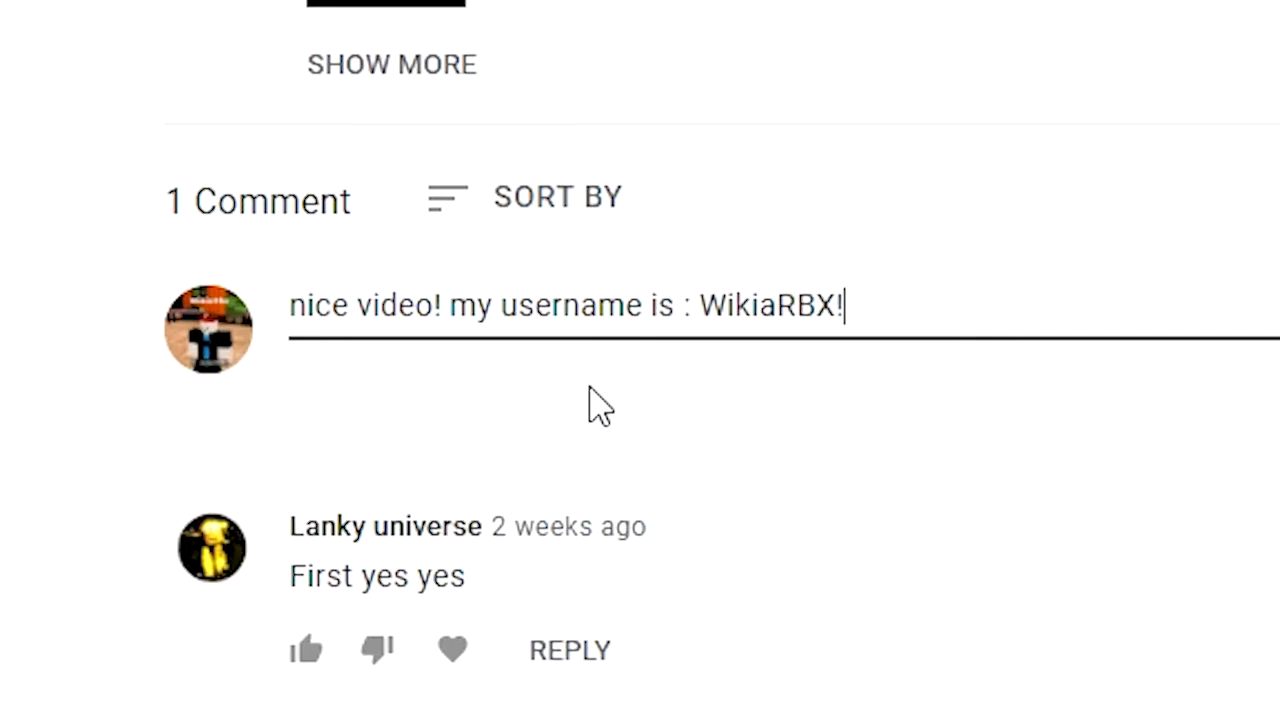 SHOW MORE
1 Comment
SORT BY
nice video! my username is : WikiaRBX!
Lanky universe 2 weeks ago
First yes yes
REPLY